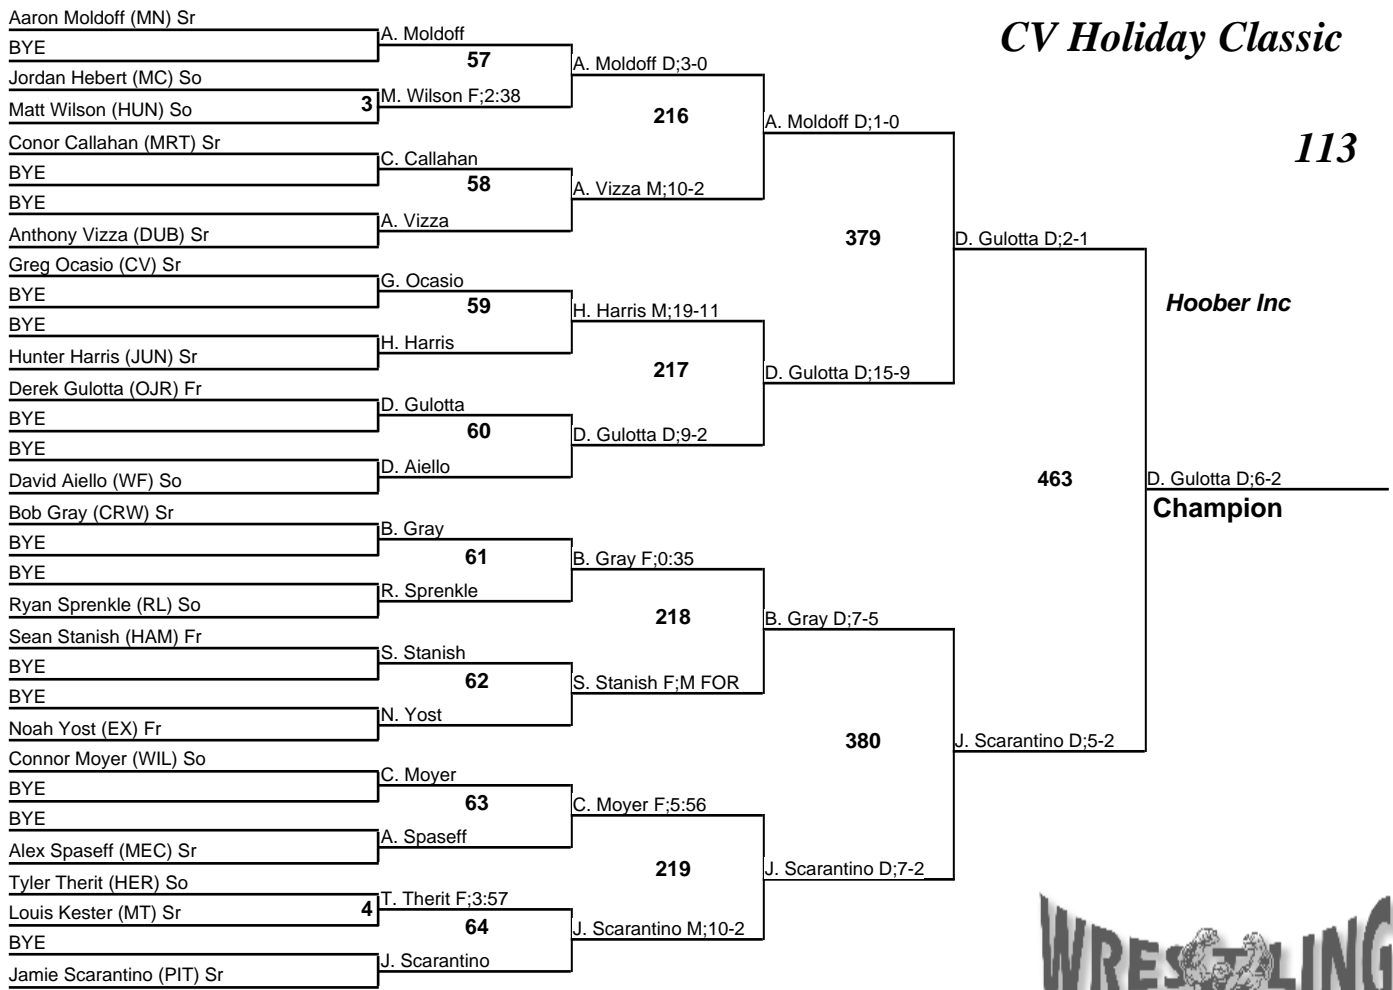 CV Holiday Classic
113
Aaron Moldoff (MN) Sr
BYE
Jordan Hebert (MC) So
Matt Wilson (HUN) So
Conor Callahan (MRT) Sr
BYE
BYE
Anthony Vizza (DUB) Sr
Greg Ocasio (CV) Sr
BYE
BYE
Hunter Harris (JUN) Sr
Derek Gulotta (OJR) Fr
BYE
BYE
David Aiello (WF) So
Bob Gray (CRW) Sr
BYE
BYE
Ryan Sprenkle (RL) So
Sean Stanish (HAM) Fr
BYE
BYE
Noah Yost (EX) Fr
Connor Moyer (WIL) So
BYE
BYE
Alex Spaseff (MEC) Sr
Tyler Therit (HER) So
Louis Kester (MT) Sr
BYE
Jamie Scarantino (PIT) Sr
3
4
A. Moldoff
57
M. Wilson F;2:38
C. Callahan
58
A. Vizza
G. Ocasio
59
H. Harris
D. Gulotta
60
D. Aiello
B. Gray
61
R. Sprenkle
S. Stanish
62
N. Yost
C. Moyer
63
A. Spaseff
T. Therit F;3:57
64
J. Scarantino
A. Moldoff D;3-0
216
A. Vizza M;10-2
H. Harris M;19-11
217
D. Gulotta D;9-2
B. Gray F;0:35
218
S. Stanish F;M FOR
C. Moyer F;5:56
219
J. Scarantino M;10-2
A. Moldoff D;1-0
379
D. Gulotta D;15-9
B. Gray D;7-5
380
J. Scarantino D;7-2
D. Gulotta D;2-1
463
J. Scarantino D;5-2
Hoober Inc
D. Gulotta D;6-2
Champion
WRESTLING